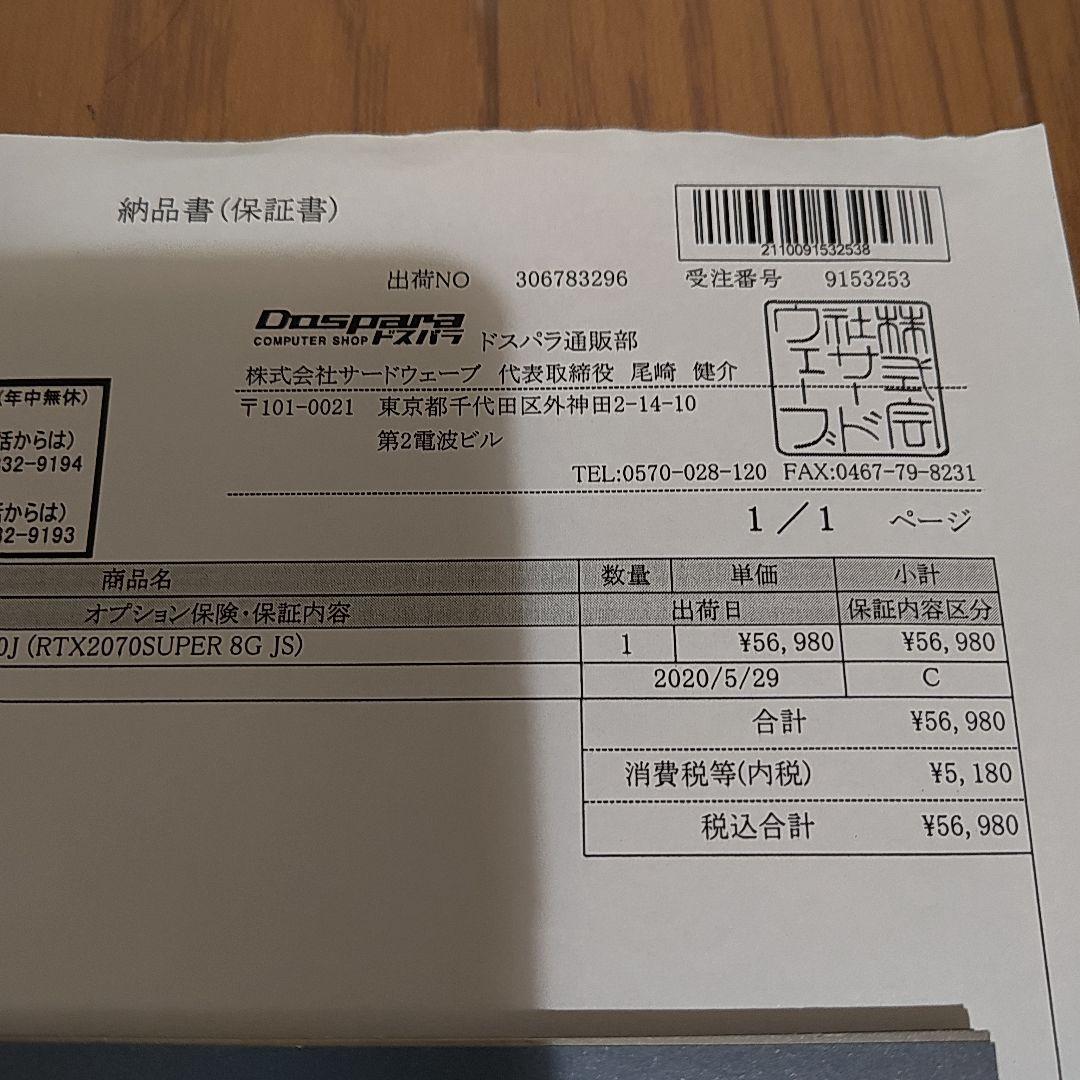 納品書(保証書)
2110091532538
出荷NO 306783296 受注番号 9153253
Dospara
COMPUTER SHOP ドスパラ ドスパラ通販部
株式会社サードウェーブ 代表取締役 尾崎 健介
〒101-0021 東京都千代田区外神田2-14-10
第2電波ビル
TEL:0570-028-120 FAX:0467-79-8231
株式会社サードウェーブ
(年中無休)
話からは)
32-9194
話からは)
32-9193
1/1 ページ
商品名 数量 単価 小計
オプション保険・保証内容 出荷日 保証内容区分
0J (RTX2070SUPER 8G JS) 1 ¥56,980 ¥56,980
2020/5/29 C
合計 ¥56,980
消費税等(内税) ¥5,180
税込合計 ¥56,980